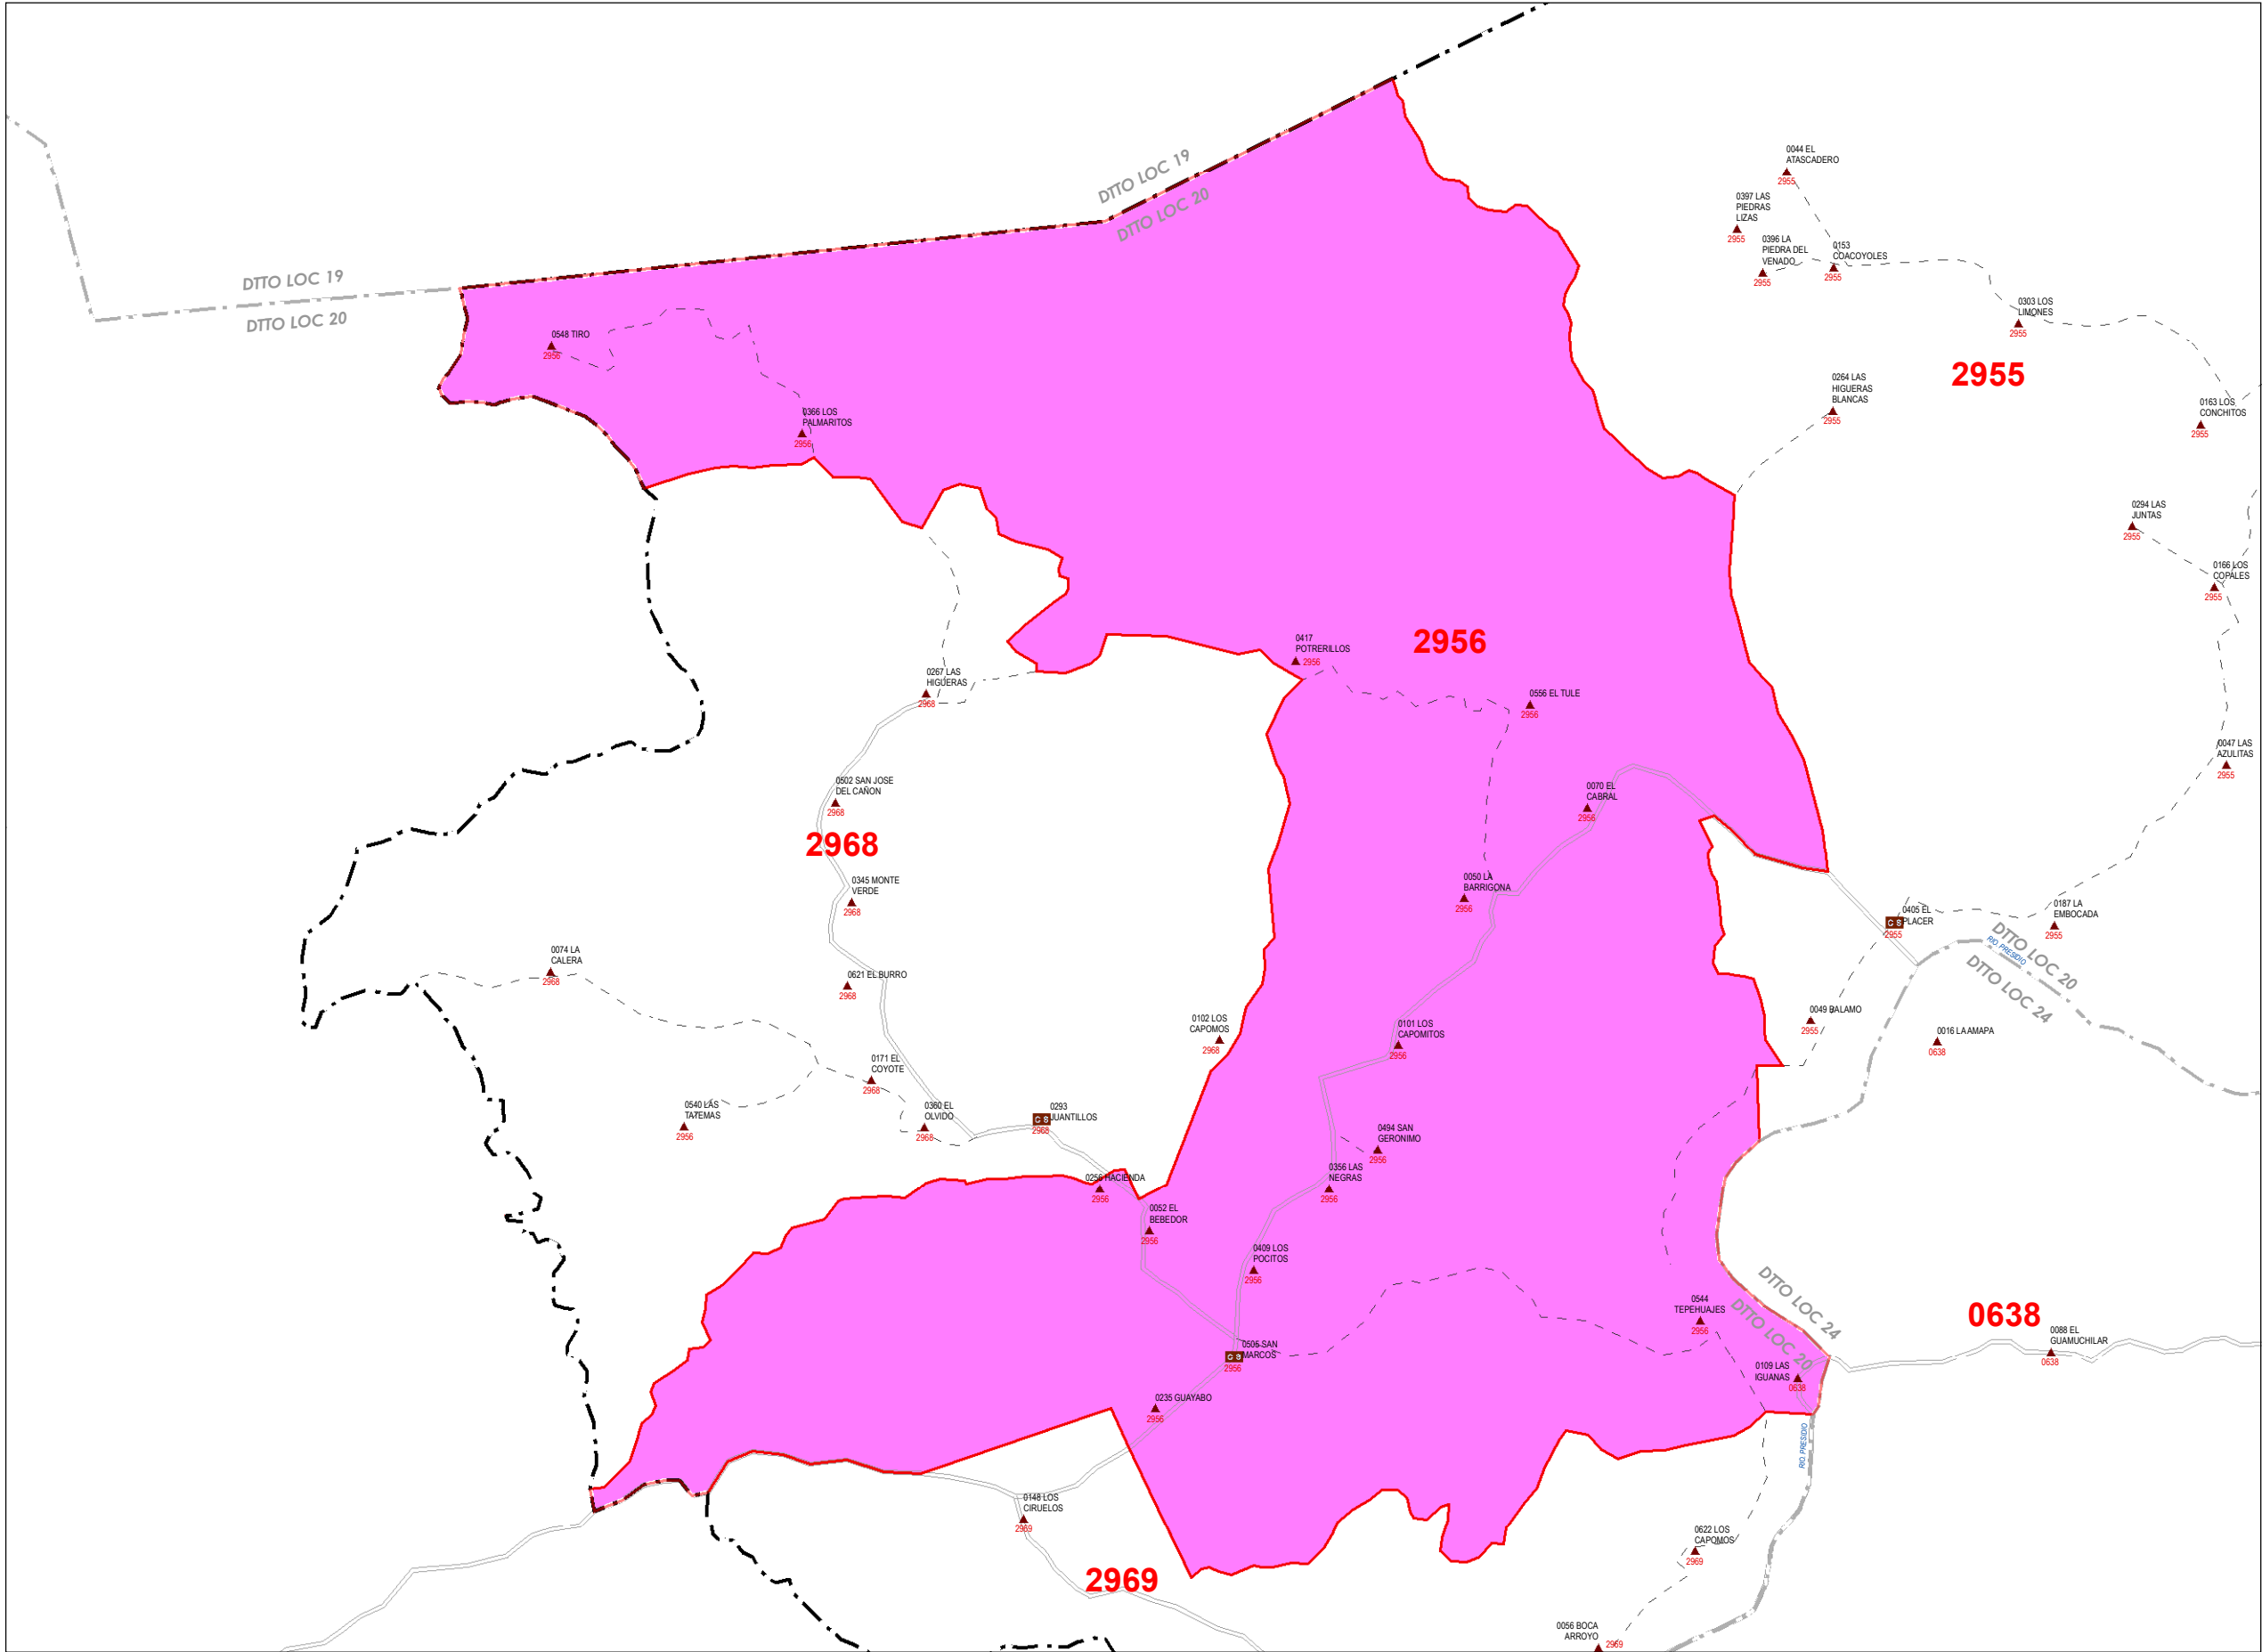 DTTO LOC 19
DTTO LOC 20
DTTO LOC 19
DTTO LOC 20
0044 EL
ATASCADERO
2955
0397 LAS
PIEDRAS
LIZAS
2955
0396 LA
PIEDRA DEL
VENADO
2955
0153
COACOYOLES
2955
0303 LOS
LIMONES
2955
2955
0548 TIRO
2956
0366 LOS
PALMARITOS
2956
0264 LAS
HIGUERAS
BLANCAS
2955
0163 LOS
CONCHITOS
2955
0294 LAS
JUNTAS
2955
0166 LOS
COPALES
2955
0417
POTRERILLOS
2956
2956
0267 LAS
HIGUERAS
2968
0556 EL TULE
2956
0047 LAS
AZULITAS
2955
0502 SAN JOSE
DEL CAÑON
2968
2968
0070 EL
CABRAL
2956
0345 MONTE
VERDE
2968
0050 LA
BARRIGONA
2956
0405 EL
PLACER
C S
2955
0187 LA
EMBOCADA
2955
DTTO LOC 20
RIO PRESIDIO
DTTO LOC 24
0074 LA
CALERA
2968
0621 EL BURRO
2968
0102 LOS
CAPOMOS
2968
0101 LOS
CAPOMITOS
2956
0049 BALAMO
2955
0016 LA AMAPA
0638
0171 EL
COYOTE
2968
0540 LAS
TATEMAS
2956
0360 EL
OLVIDO
2968
0293
JUANTILLOS
C S
2968
0494 SAN
GERONIMO
2956
0356 LAS
NEGRAS
2956
0256 HACIENDA
2956
0052 EL
BEBEDOR
2956
0409 LOS
POCITOS
2956
DTTO LOC 24
DTTO LOC 20
0544
TEPEHUAJES
2956
0638
0088 EL
GUAMUCHILAR
0638
0506 SAN
MARCOS
C S
2956
0109 LAS
IGUANAS
0638
0235 GUAYABO
2956
RIO PRESIDIO
0148 LOS
CIRUELOS
2969
0622 LOS
CAPOMOS
2969
2969
0056 BOCA
ARROYO
2969